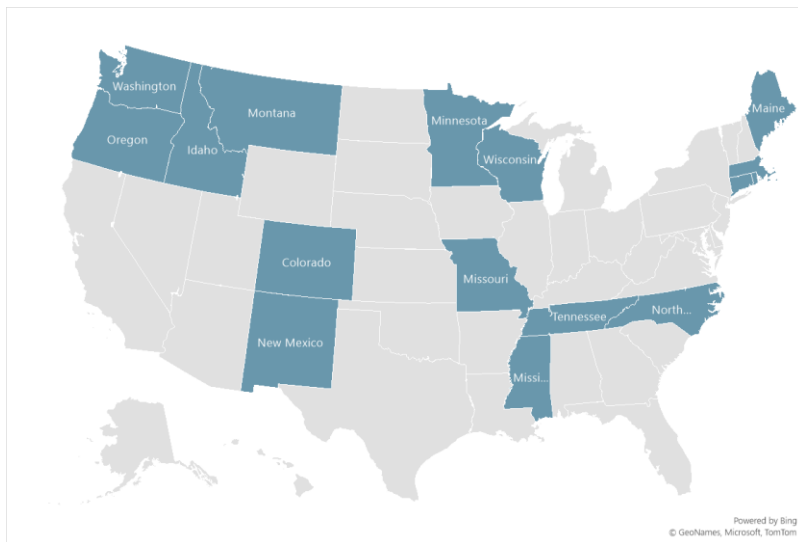 Washington
Montana
Oregon
Idaho
Minnesota
Wisconsin
Maine
Colorado
Missouri
New Mexico
Tennessee
North...
Missi...
Powered by Bing
© GeoNames, Microsoft, TomTom